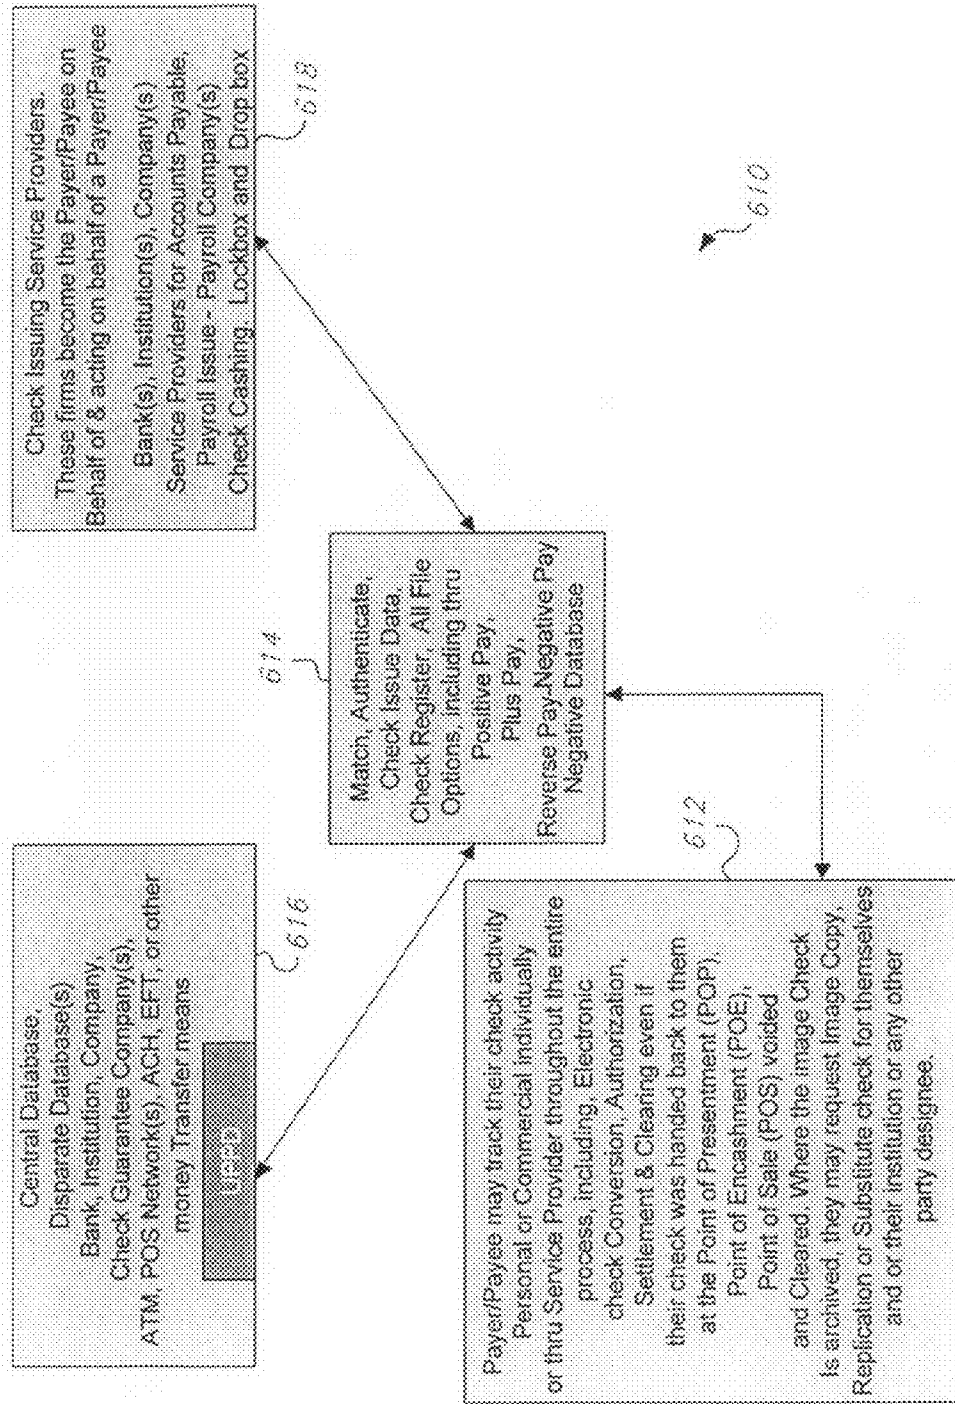 Central Database,
Disparate Database(s)
Bank, Institution, Company,
Check Guarantee Company(s),
ATM, POS Network(s), ACH, EFT, or other
money Transfer means
616
Check Issuing Service Providers.
These firms become the Payer/Payee on
Behalf of & acting on behalf of a Payer/Payee
Bank(s), Institution(s), Company(s)
Service Providers for Accounts Payable,
Payroll Issue - Payroll Company(s)
Check Cashing, Lockbox and Drop box
618
614
Match, Authenticate,
Check Issue Data,
Check Register, All File
Options, including thru
Positive Pay,
Plus Pay,
Reverse Pay-Negative Pay
Negative Database
612
Payer/Payee may track their check activity
Personal or Commercial individually
or thru Service Provider throughout the entire
process, including, Electronic
check Conversion, Authorization,
Settlement & Clearing even if
their check was handed back to them
at the Point of Presentment (POP),
Point of Encashment (POE),
Point of Sale (POS) voided
and Cleared. Where the image Check
Is archived, they may request Image Copy,
Replication or Substitute check for themselves
and or their Institution or any other
party designee.
610